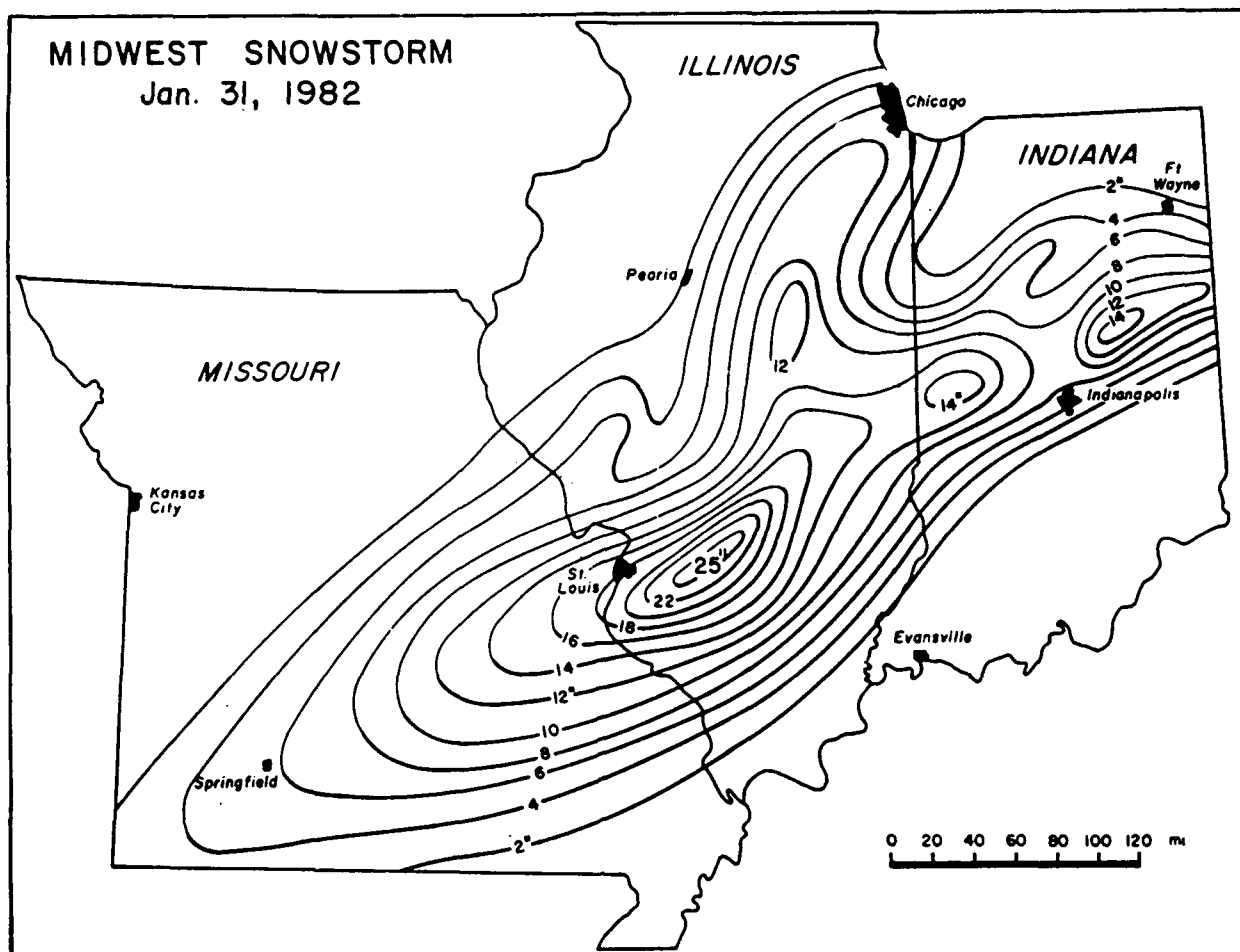 MIDWEST SNOWSTORM
Jan. 31, 1982
ILLINOIS
Chicago
INDIANA
Ft
Wayne
2"
4
6
8
10
12
14
Peoria
12
MISSOURI
14"
Indianapolis
Kansas
City
St.
Louis
25"
22
18
16
14
12"
10
8
6
4
2"
Evansville
Springfield
0 20 40 60 80 100 120 mi